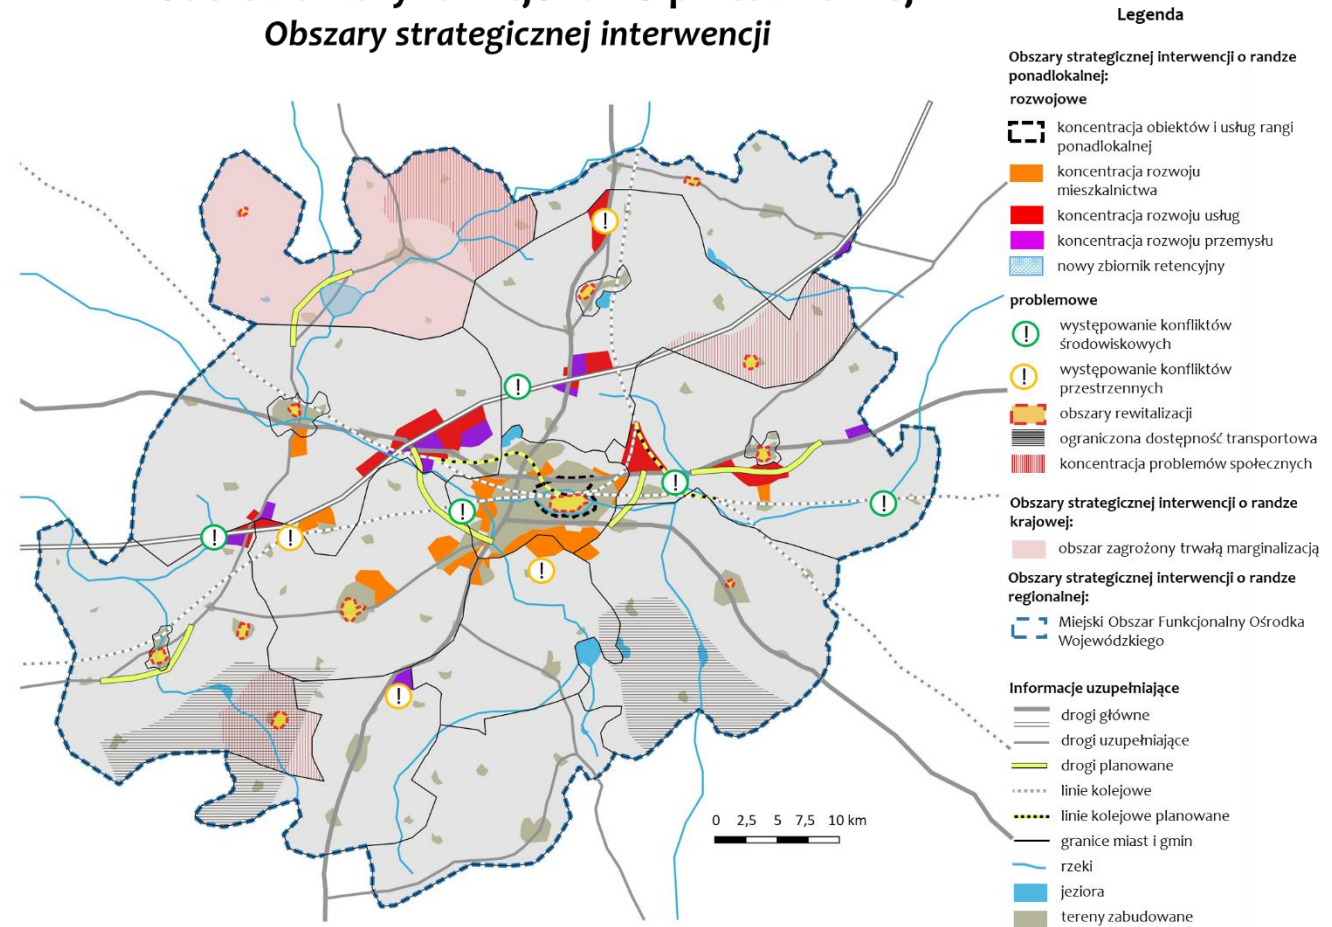 Obszary strategicznej interwencji
Legenda
Obszary strategicznej interwencji o randze
ponadlokalnej:
rozwojowe
koncentracja obiektów i usług rangi
ponadlokalnej
koncentracja rozwoju
mieszkalnictwa
koncentracja rozwoju usług
koncentracja rozwoju przemysłu
nowy zbiornik retencyjny
problemowe
! występowanie konfliktów
środowiskowych
! występowanie konfliktów
przestrzennych
obszary rewitalizacji
ograniczona dostępność transportowa
koncentracja problemów społecznych
Obszary strategicznej interwencji o randze
krajowej:
obszar zagrożony trwałą marginalizacją
Obszary strategicznej interwencji o randze
regionalnej:
Miejski Obszar Funkcjonalny Ośrodka
Wojewódzkiego
Informacje uzupełniające
drogi główne
drogi uzupełniające
drogi planowane
linie kolejowe
linie kolejowe planowane
granice miast i gmin
rzeki
jeziora
tereny zabudowane
!
!
!
!
!
!
!
!
!
0 2,5 5 7,5 10 km